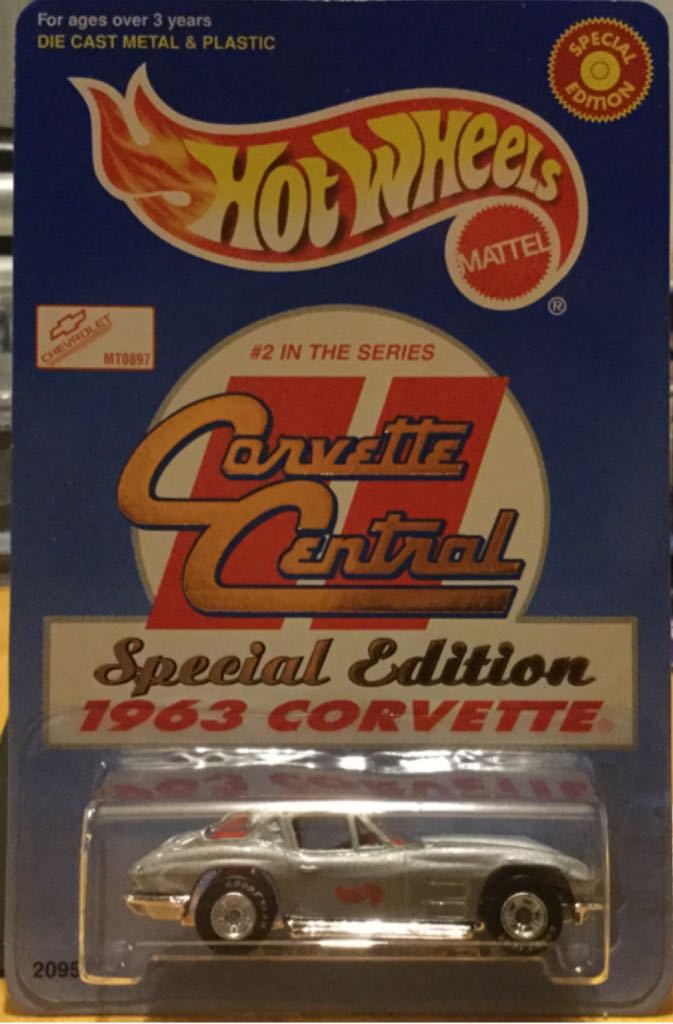 For ages over 3 years
DIE CAST METAL & PLASTIC
SPECIAL EDITION
HOT WHEELS
MATTEL
®
CHEVROLET
MT0897
#2 IN THE SERIES
Corvette
Central
Special Edition
1963 CORVETTE®
2095